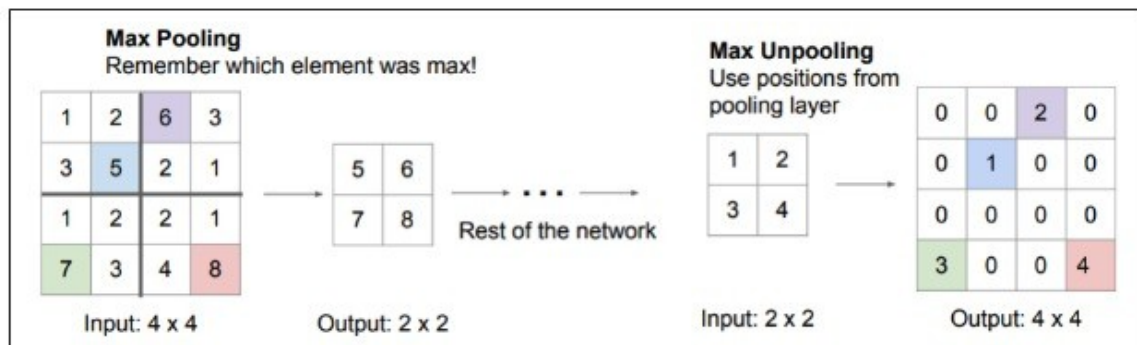 Max Pooling
Remember which element was max!
1 2 6 3
3 5 2 1
1 2 2 1
7 3 4 8
Input: 4 x 4
5 6
7 8
Output: 2 x 2
...
Rest of the network
Max Unpooling
Use positions from
pooling layer
1 2
3 4
Input: 2 x 2
0 0 2 0
0 1 0 0
0 0 0 0
3 0 0 4
Output: 4 x 4